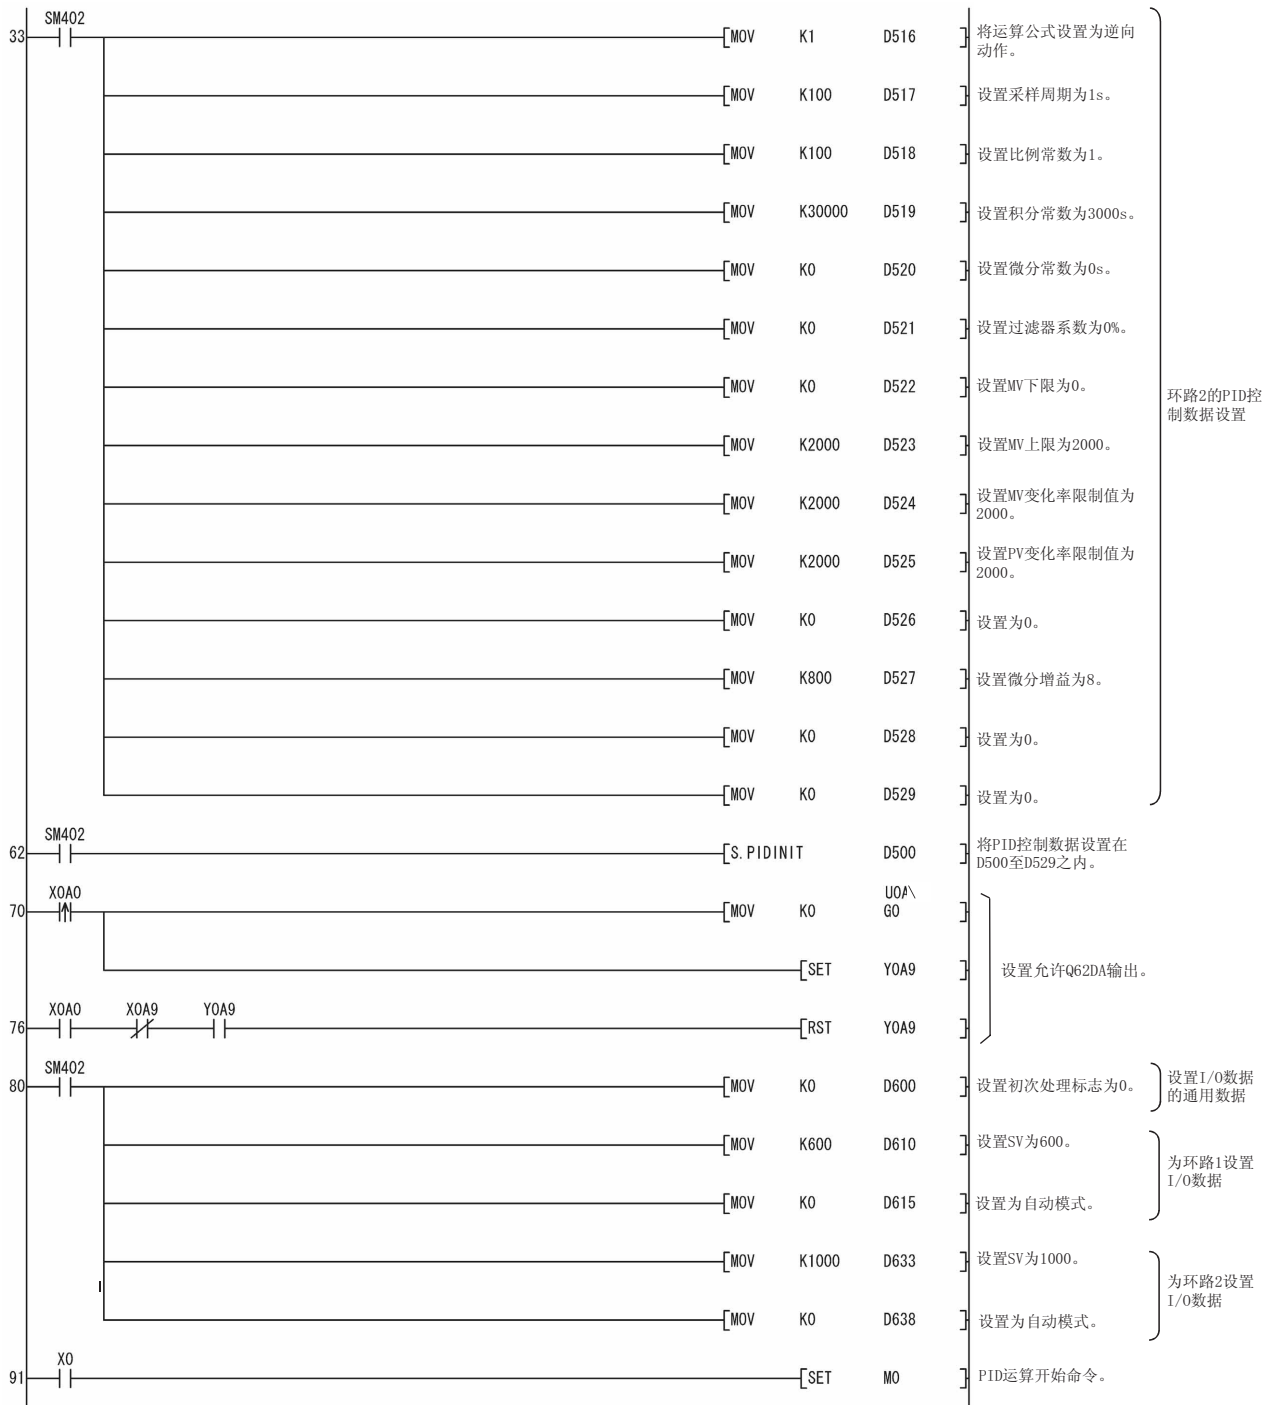 SM402
33 MOV K1 D516 将运算公式设置为逆向
动作。
MOV K100 D517 设置采样周期为1s。
MOV K100 D518 设置比例常数为1。
MOV K30000 D519 设置积分常数为3000s。
MOV K0 D520 设置微分常数为0s。
MOV K0 D521 设置过滤器系数为0%。
MOV K0 D522 设置MV下限为0。
环路2的PID控
制数据设置
MOV K2000 D523 设置MV上限为2000。
MOV K2000 D524 设置MV变化率限制值为
2000。
MOV K2000 D525 设置PV变化率限制值为
2000。
MOV K0 D526 设置为0。
MOV K800 D527 设置微分增益为8。
MOV K0 D528 设置为0。
MOV K0 D529 设置为0。
SM402
62 S.PIDINIT D500 将PID控制数据设置在
D500至D529之内。
X0A0 U0A\
70 MOV K0 G0
SET Y0A9 设置允许Q62DA输出。
X0A0 X0A9 Y0A9
76 RST Y0A9
SM402
80 MOV K0 D600 设置初次处理标志为0。 设置I/O数据
的通用数据
MOV K600 D610 设置SV为600。
为环路1设置
I/O数据
MOV K0 D615 设置为自动模式。
MOV K1000 D633 设置SV为1000。
为环路2设置
I/O数据
MOV K0 D638 设置为自动模式。
X0
91 SET M0 PID运算开始命令。